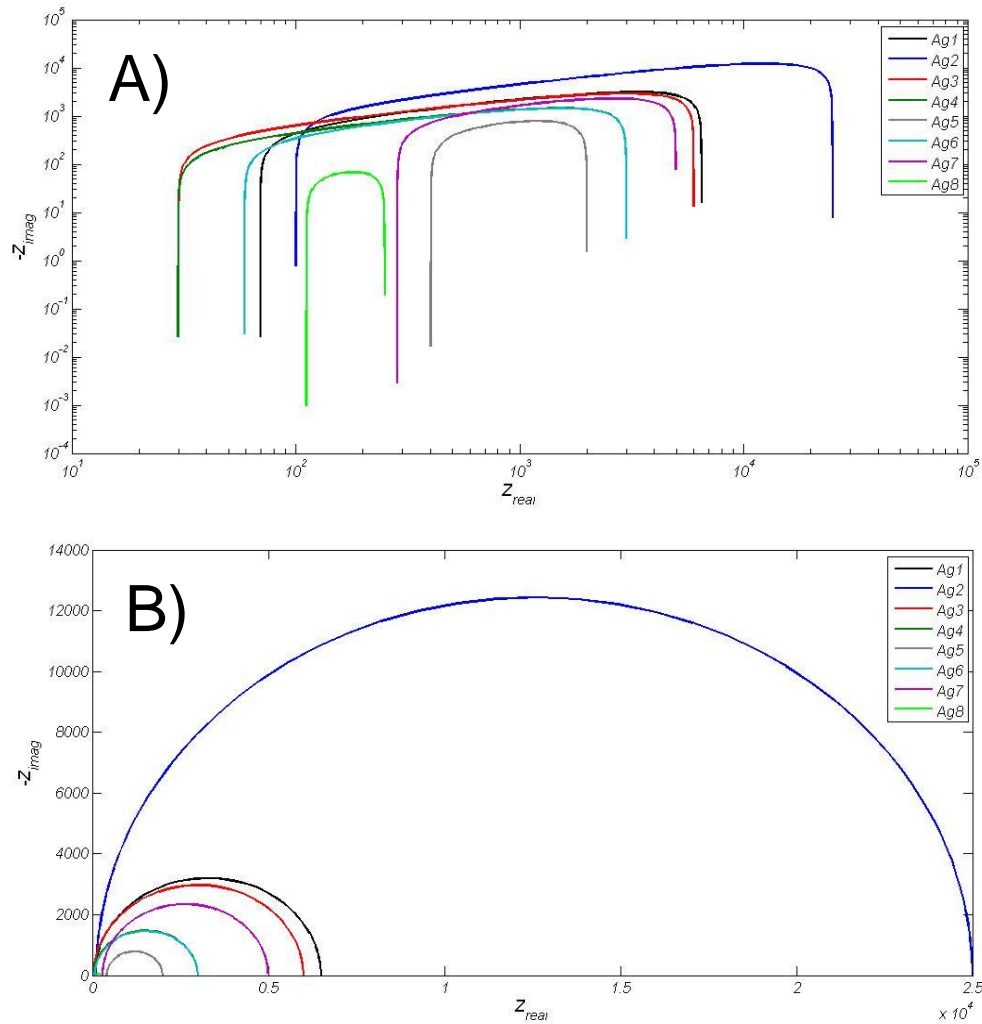 A)
10^5
10^4
10^3
10^2
10^1
10^0
10^-1
10^-2
10^-3
10^-4
-z_imag
10^1
10^2
10^3
10^4
10^5
z_real
Ag1
Ag2
Ag3
Ag4
Ag5
Ag6
Ag7
Ag8
B)
14000
12000
10000
8000
6000
4000
2000
0
-z_imag
0
0.5
1
1.5
2
2.5
x 10^4
z_real
Ag1
Ag2
Ag3
Ag4
Ag5
Ag6
Ag7
Ag8